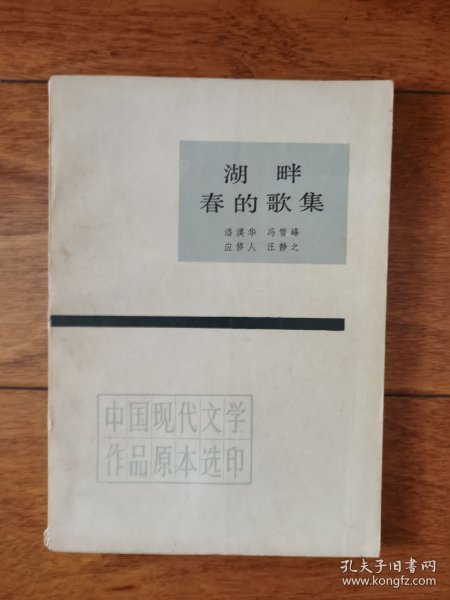 湖畔
春的歌集
潘漠华 冯雪峰
应修人 汪静之
中国现代文学
作品原本选印
孔夫子旧书网
www.kongfz.com